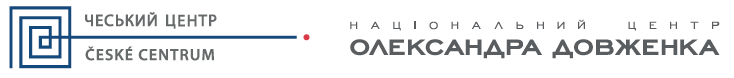 ЧЕСЬКИЙ ЦЕНТР
ČESKÉ CENTRUM
НАЦІОНАЛЬНИЙ ЦЕНТР
ОЛЕКСАНДРА ДОВЖЕНКА